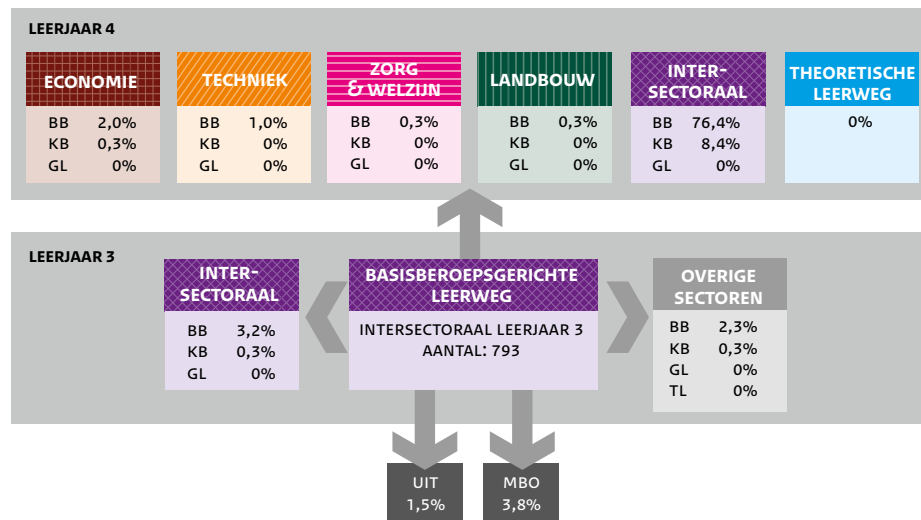 LEERJAAR 4
ECONOMIE
BB 2,0%
KB 0,3%
GL 0%
TECHNIEK
BB 1,0%
KB 0%
GL 0%
ZORG
& WELZIJN
BB 0,3%
KB 0%
GL 0%
LANDBOUW
BB 0,3%
KB 0%
GL 0%
INTER-
SECTORAAL
BB 76,4%
KB 8,4%
GL 0%
THEORETISCHE
LEERWEG
0%
LEERJAAR 3
INTER-
SECTORAAL
BB 3,2%
KB 0,3%
GL 0%
BASISBEROEPSGERICHTE
LEERWEG
INTERSECTORAAL LEERJAAR 3
AANTAL: 793
OVERIGE
SECTOREN
BB 2,3%
KB 0,3%
GL 0%
TL 0%
UIT
1,5%
MBO
3,8%